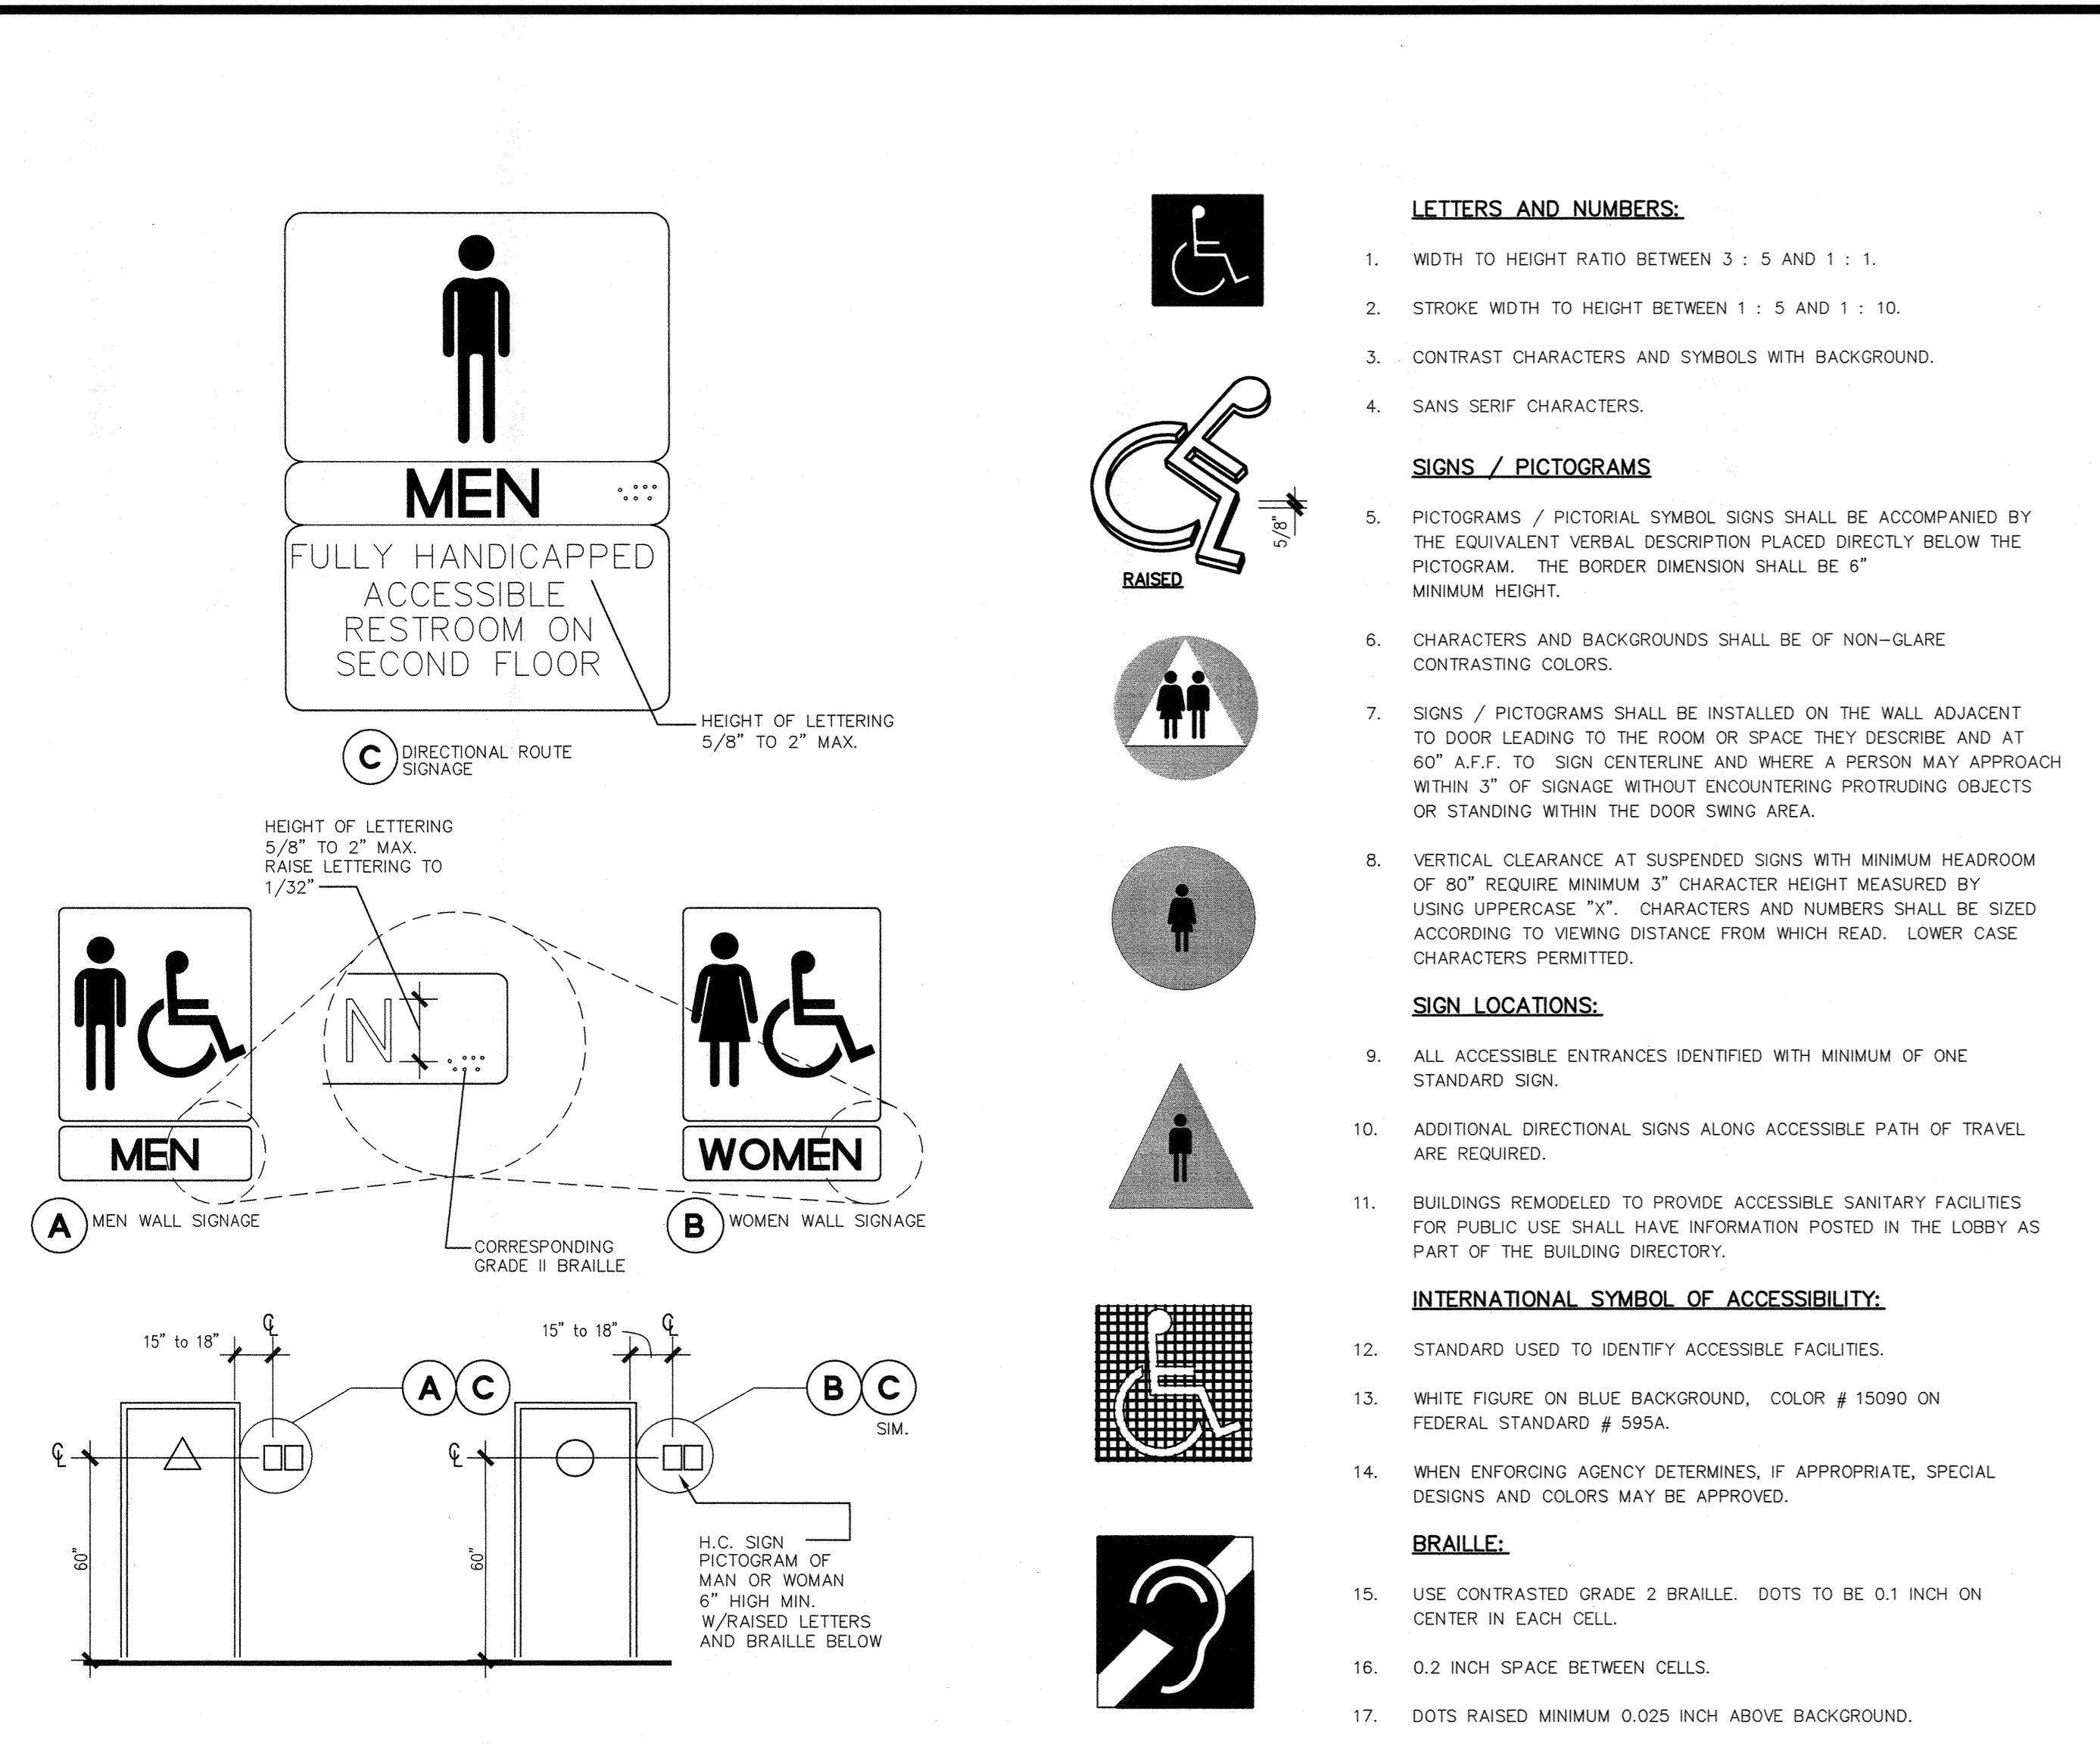 MEN
FULLY HANDICAPPED
ACCESSIBLE
RESTROOM ON
SECOND FLOOR
HEIGHT OF LETTERING
5/8" TO 2" MAX.
C
DIRECTIONAL ROUTE
SIGNAGE
HEIGHT OF LETTERING
5/8" TO 2" MAX.
RAISE LETTERING TO
1/32"
N
MEN
WOMEN
A
MEN WALL SIGNAGE
B
WOMEN WALL SIGNAGE
CORRESPONDING
GRADE II BRAILLE
15" to 18"
℄
A C
℄
60"
15" to 18"
℄
B C
SIM.
℄
60"
H.C. SIGN
PICTOGRAM OF
MAN OR WOMAN
6" HIGH MIN.
W/RAISED LETTERS
AND BRAILLE BELOW
5/8"
RAISED
LETTERS AND NUMBERS:
1. WIDTH TO HEIGHT RATIO BETWEEN 3 : 5 AND 1 : 1.
2. STROKE WIDTH TO HEIGHT BETWEEN 1 : 5 AND 1 : 10.
3. CONTRAST CHARACTERS AND SYMBOLS WITH BACKGROUND.
4. SANS SERIF CHARACTERS.
SIGNS / PICTOGRAMS
5. PICTOGRAMS / PICTORIAL SYMBOL SIGNS SHALL BE ACCOMPANIED BY
THE EQUIVALENT VERBAL DESCRIPTION PLACED DIRECTLY BELOW THE
PICTOGRAM. THE BORDER DIMENSION SHALL BE 6"
MINIMUM HEIGHT.
6. CHARACTERS AND BACKGROUNDS SHALL BE OF NON-GLARE
CONTRASTING COLORS.
7. SIGNS / PICTOGRAMS SHALL BE INSTALLED ON THE WALL ADJACENT
TO DOOR LEADING TO THE ROOM OR SPACE THEY DESCRIBE AND AT
60" A.F.F. TO SIGN CENTERLINE AND WHERE A PERSON MAY APPROACH
WITHIN 3" OF SIGNAGE WITHOUT ENCOUNTERING PROTRUDING OBJECTS
OR STANDING WITHIN THE DOOR SWING AREA.
8. VERTICAL CLEARANCE AT SUSPENDED SIGNS WITH MINIMUM HEADROOM
OF 80" REQUIRE MINIMUM 3" CHARACTER HEIGHT MEASURED BY
USING UPPERCASE "X". CHARACTERS AND NUMBERS SHALL BE SIZED
ACCORDING TO VIEWING DISTANCE FROM WHICH READ. LOWER CASE
CHARACTERS PERMITTED.
SIGN LOCATIONS:
9. ALL ACCESSIBLE ENTRANCES IDENTIFIED WITH MINIMUM OF ONE
STANDARD SIGN.
10. ADDITIONAL DIRECTIONAL SIGNS ALONG ACCESSIBLE PATH OF TRAVEL
ARE REQUIRED.
11. BUILDINGS REMODELED TO PROVIDE ACCESSIBLE SANITARY FACILITIES
FOR PUBLIC USE SHALL HAVE INFORMATION POSTED IN THE LOBBY AS
PART OF THE BUILDING DIRECTORY.
INTERNATIONAL SYMBOL OF ACCESSIBILITY:
12. STANDARD USED TO IDENTIFY ACCESSIBLE FACILITIES.
13. WHITE FIGURE ON BLUE BACKGROUND, COLOR # 15090 ON
FEDERAL STANDARD # 595A.
14. WHEN ENFORCING AGENCY DETERMINES, IF APPROPRIATE, SPECIAL
DESIGNS AND COLORS MAY BE APPROVED.
BRAILLE:
15. USE CONTRASTED GRADE 2 BRAILLE. DOTS TO BE 0.1 INCH ON
CENTER IN EACH CELL.
16. 0.2 INCH SPACE BETWEEN CELLS.
17. DOTS RAISED MINIMUM 0.025 INCH ABOVE BACKGROUND.